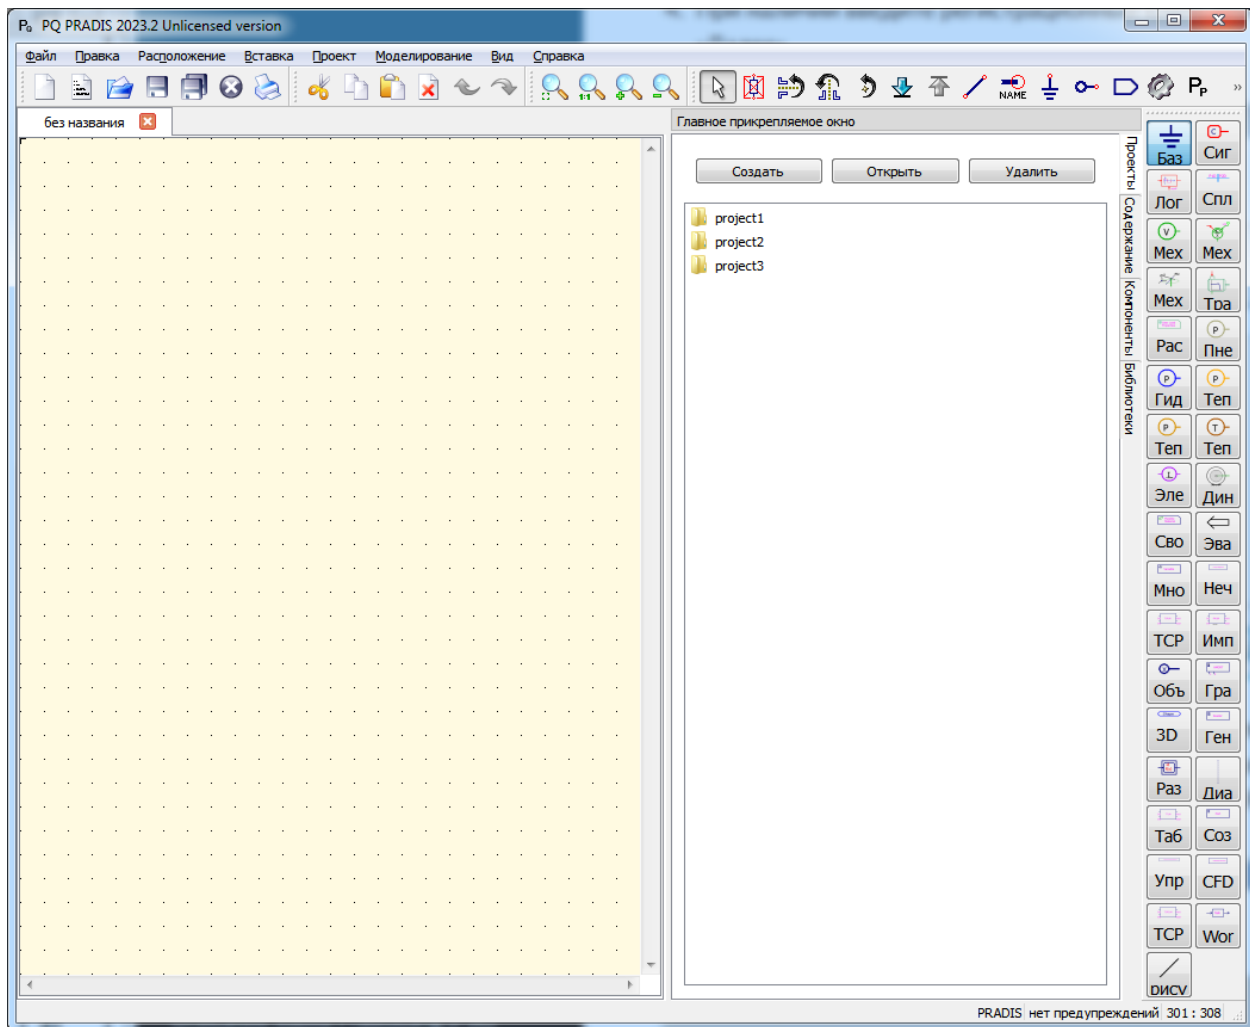 PQ PRADIS 2023.2 Unlicensed version
Файл Правка Расположение Вставка Проект Моделирование Вид Справка
NAME
PP
без названия
Главное прикрепляемое окно
Создать Открыть Удалить
project1
project2
project3
Проекты
Содержание
Компоненты
Библиотеки
Баз Сиг
Лог Спл
Мех Мех
Мех Тра
Рас Пне
Гид Теп
Теп Теп
Эле Дин
Сво Эва
Мно Неч
TCP Имп
Объ Гра
3D Ген
Раз Диа
Таб Соз
Упр CFD
TCP Wor
PRADIS нет предупреждений 301 : 308